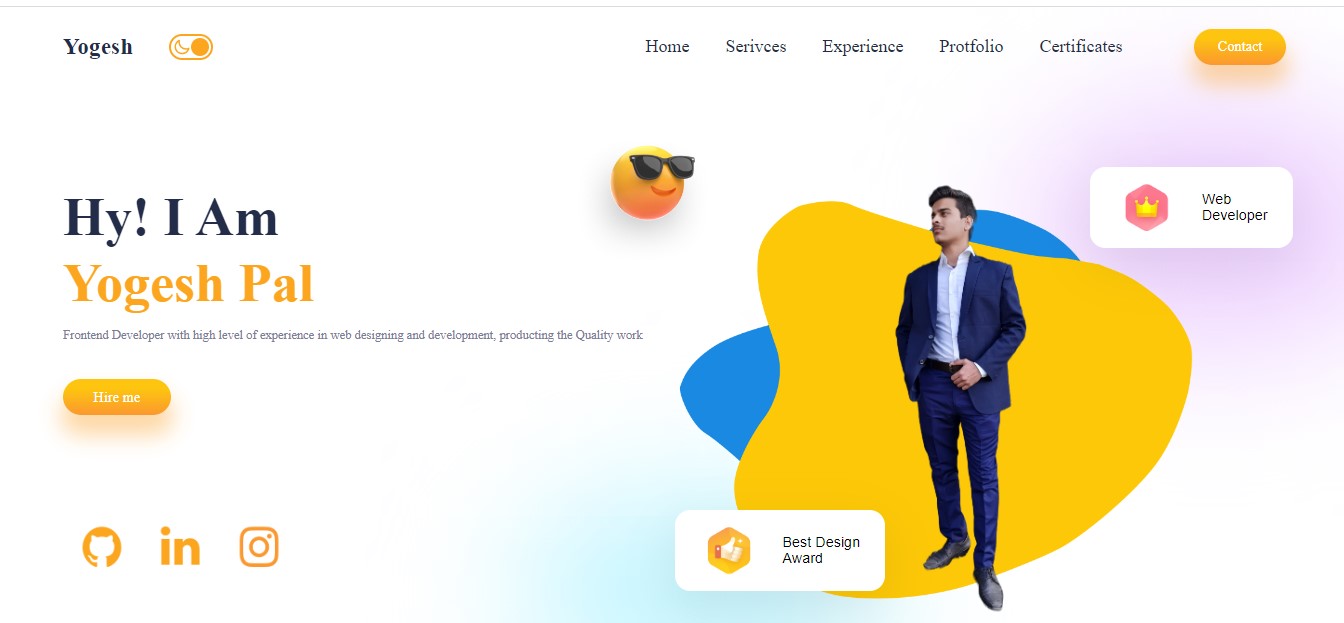 Yogesh
Home Serivces Experience Protfolio Certificates Contact
Hy! I Am
Yogesh Pal
Frontend Developer with high level of experience in web designing and development, producting the Quality work
Hire me
Web
Developer
Best Design
Award